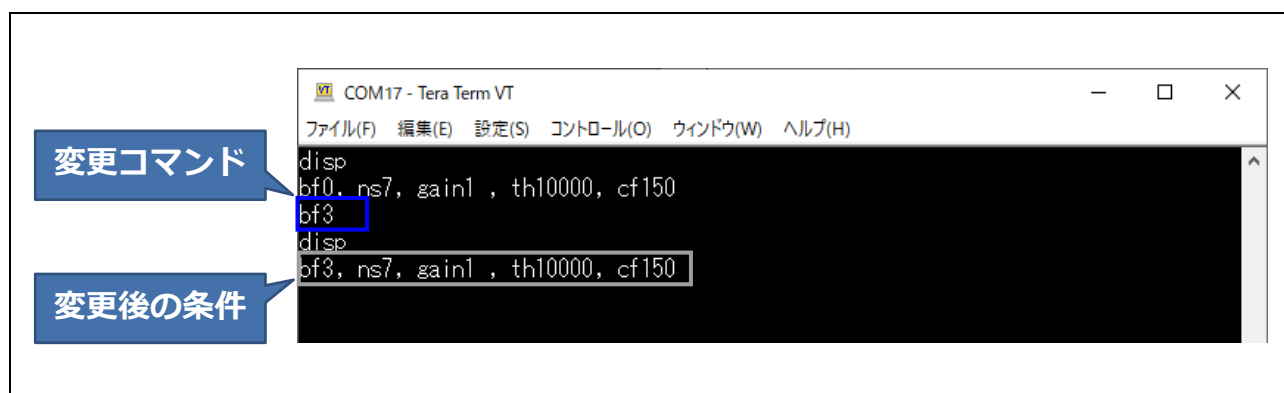 COM17 - Tera Term VT
ファイル(F) 編集(E) 設定(S) コントロール(O) ウィンドウ(W) ヘルプ(H)
変更コマンド
disp
bf0, ns7, gain1 , th10000, cf150
bf3
disp
bf3, ns7, gain1 , th10000, cf150
変更後の条件